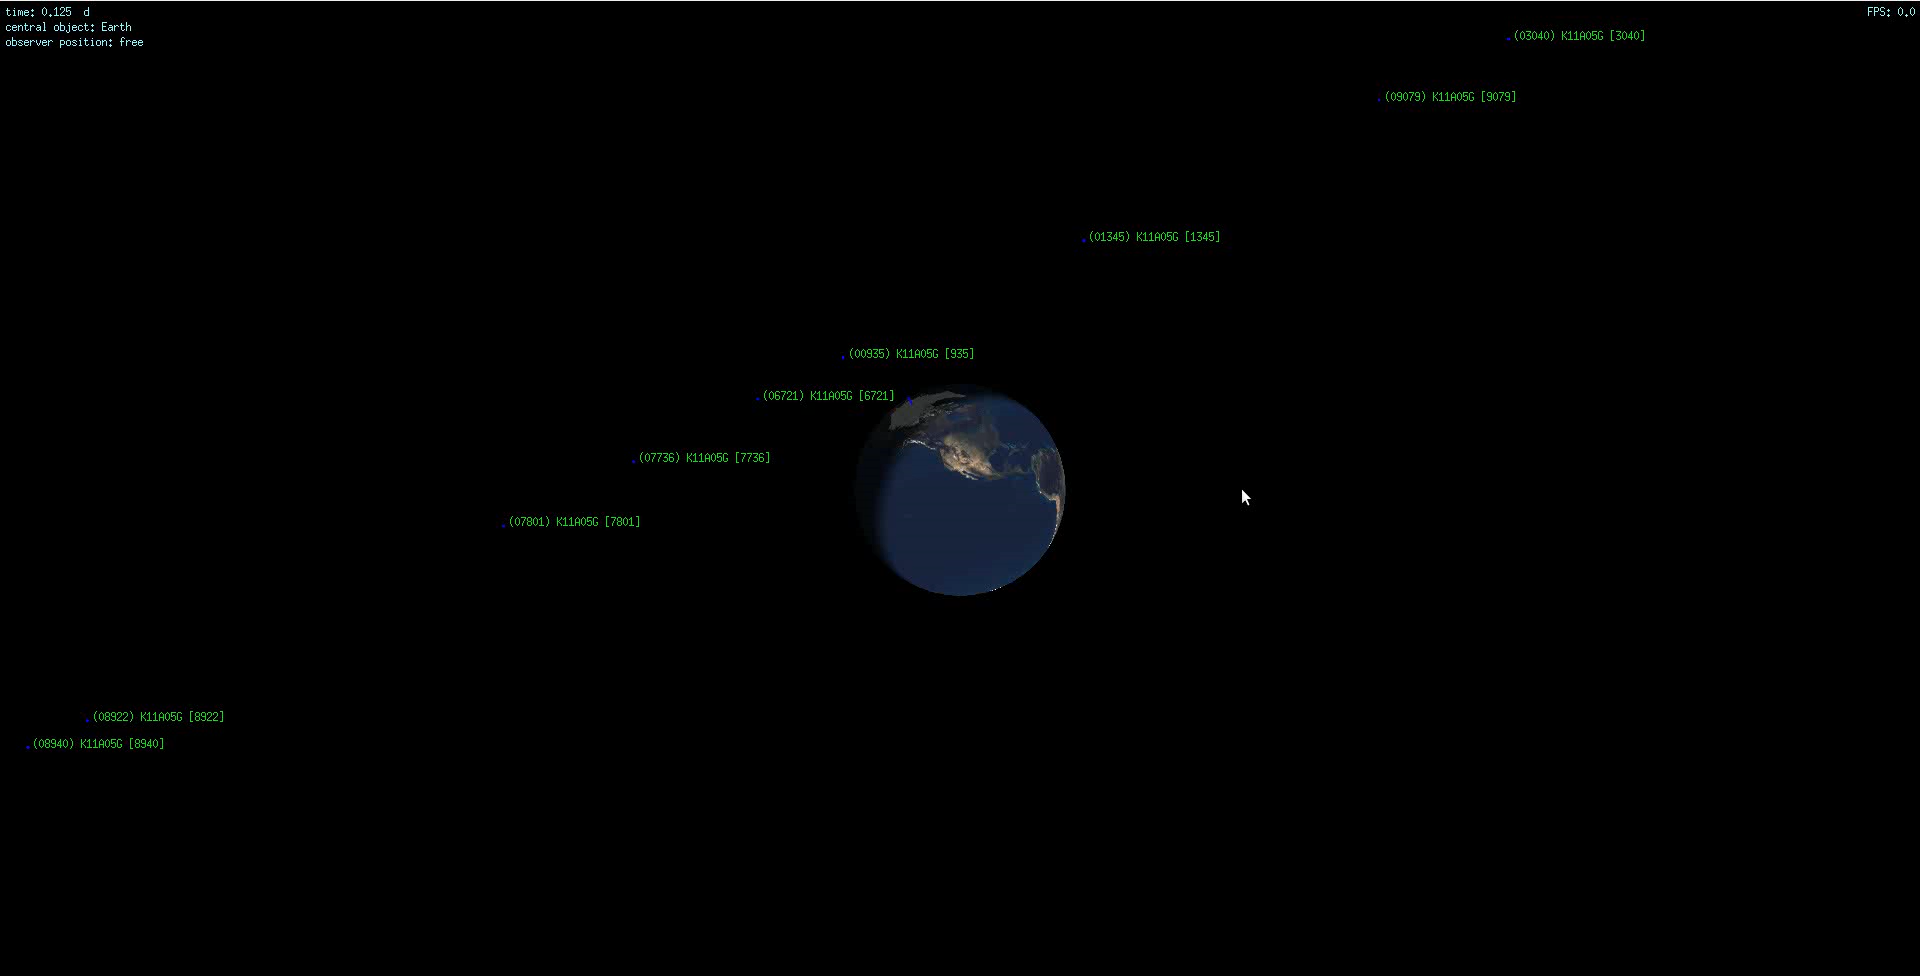 time: 0.125 d
FPS: 0.0
central object: Earth
observer position: free
(03040) K11A05G [3040]
(09079) K11A05G [9079]
(01345) K11A05G [1345]
(00935) K11A05G [935]
(06721) K11A05G [6721]
(07736) K11A05G [7736]
(07801) K11A05G [7801]
(08922) K11A05G [8922]
(08940) K11A05G [8940]